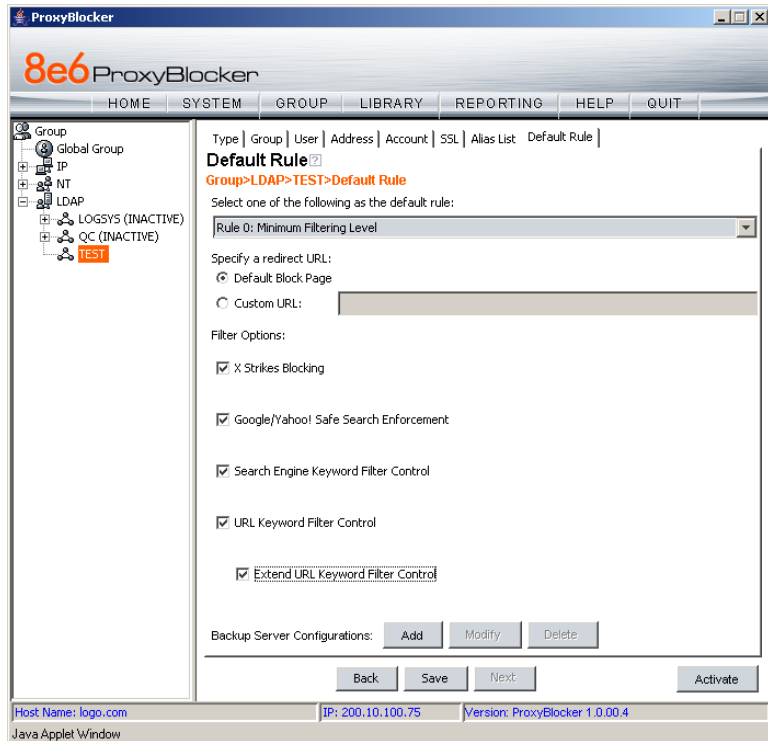 ProxyBlocker
8e6 ProxyBlocker
HOME SYSTEM GROUP LIBRARY REPORTING HELP QUIT
Group
Global Group
IP
NT
LDAP
LOGSYS (INACTIVE)
QC (INACTIVE)
TEST
Type | Group | User | Address | Account | SSL | Alias List Default Rule |
Default Rule ?
Group>LDAP>TEST>Default Rule
Select one of the following as the default rule:
Rule 0: Minimum Filtering Level
Specify a redirect URL:
Default Block Page
Custom URL:
Filter Options:
X Strikes Blocking
Google/Yahoo! Safe Search Enforcement
Search Engine Keyword Filter Control
URL Keyword Filter Control
Extend URL Keyword Filter Control
Backup Server Configurations: Add Modify Delete
Back Save Next Activate
Host Name: logo.com IP: 200.10.100.75 Version: ProxyBlocker 1.0.00.4
Java Applet Window